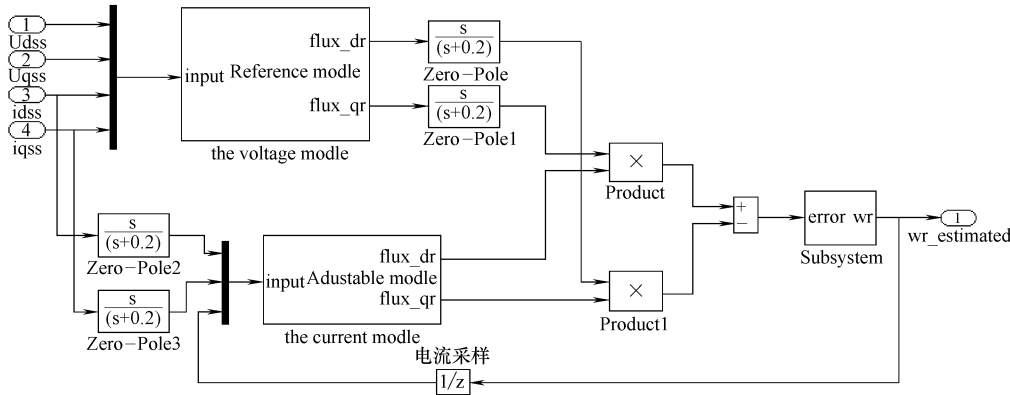 1
Udss
2
Uqss
3
idss
4
iqss
input
Reference modle
flux_dr
flux_qr
the voltage modle
s
(s+0.2)
Zero-Pole
s
(s+0.2)
Zero-Pole1
×
Product
s
(s+0.2)
Zero-Pole2
s
(s+0.2)
Zero-Pole3
input
Adustable modle
flux_dr
flux_qr
the current modle
×
Product1
+
−
error wr
Subsystem
1
wr_estimated
电流采样
1/z